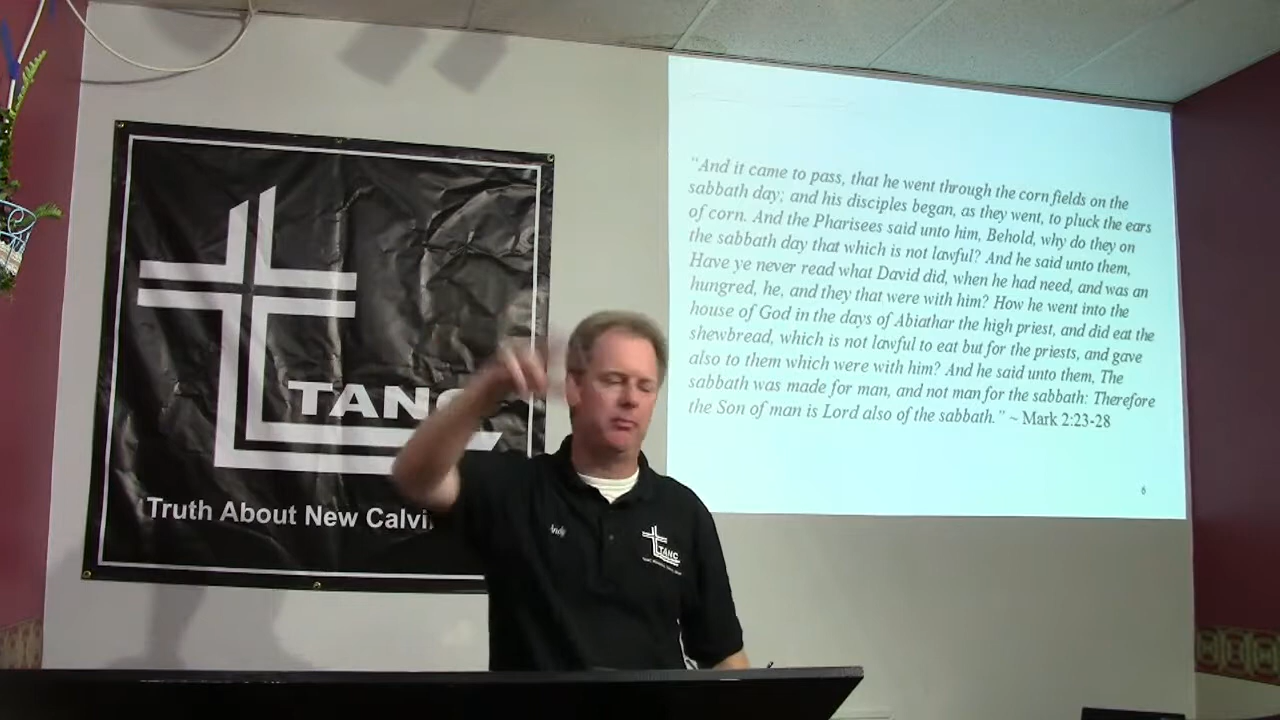 TANC
Truth About New Calvi
"And it came to pass, that he went through the corn fields on the
sabbath day; and his disciples began, as they went, to pluck the ears
of corn. And the Pharisees said unto him, Behold, why do they on
the sabbath day that which is not lawful? And he said unto them,
Have ye never read what David did, when he had need, and was an
hungred, he, and they that were with him? How he went into the
house of God in the days of Abiathar the high priest, and did eat the
shewbread, which is not lawful to eat but for the priests, and gave
also to them which were with him? And he said unto them, The
sabbath was made for man, and not man for the sabbath: Therefore
the Son of man is Lord also of the sabbath." ~ Mark 2:23-28
6
Andy
TANC